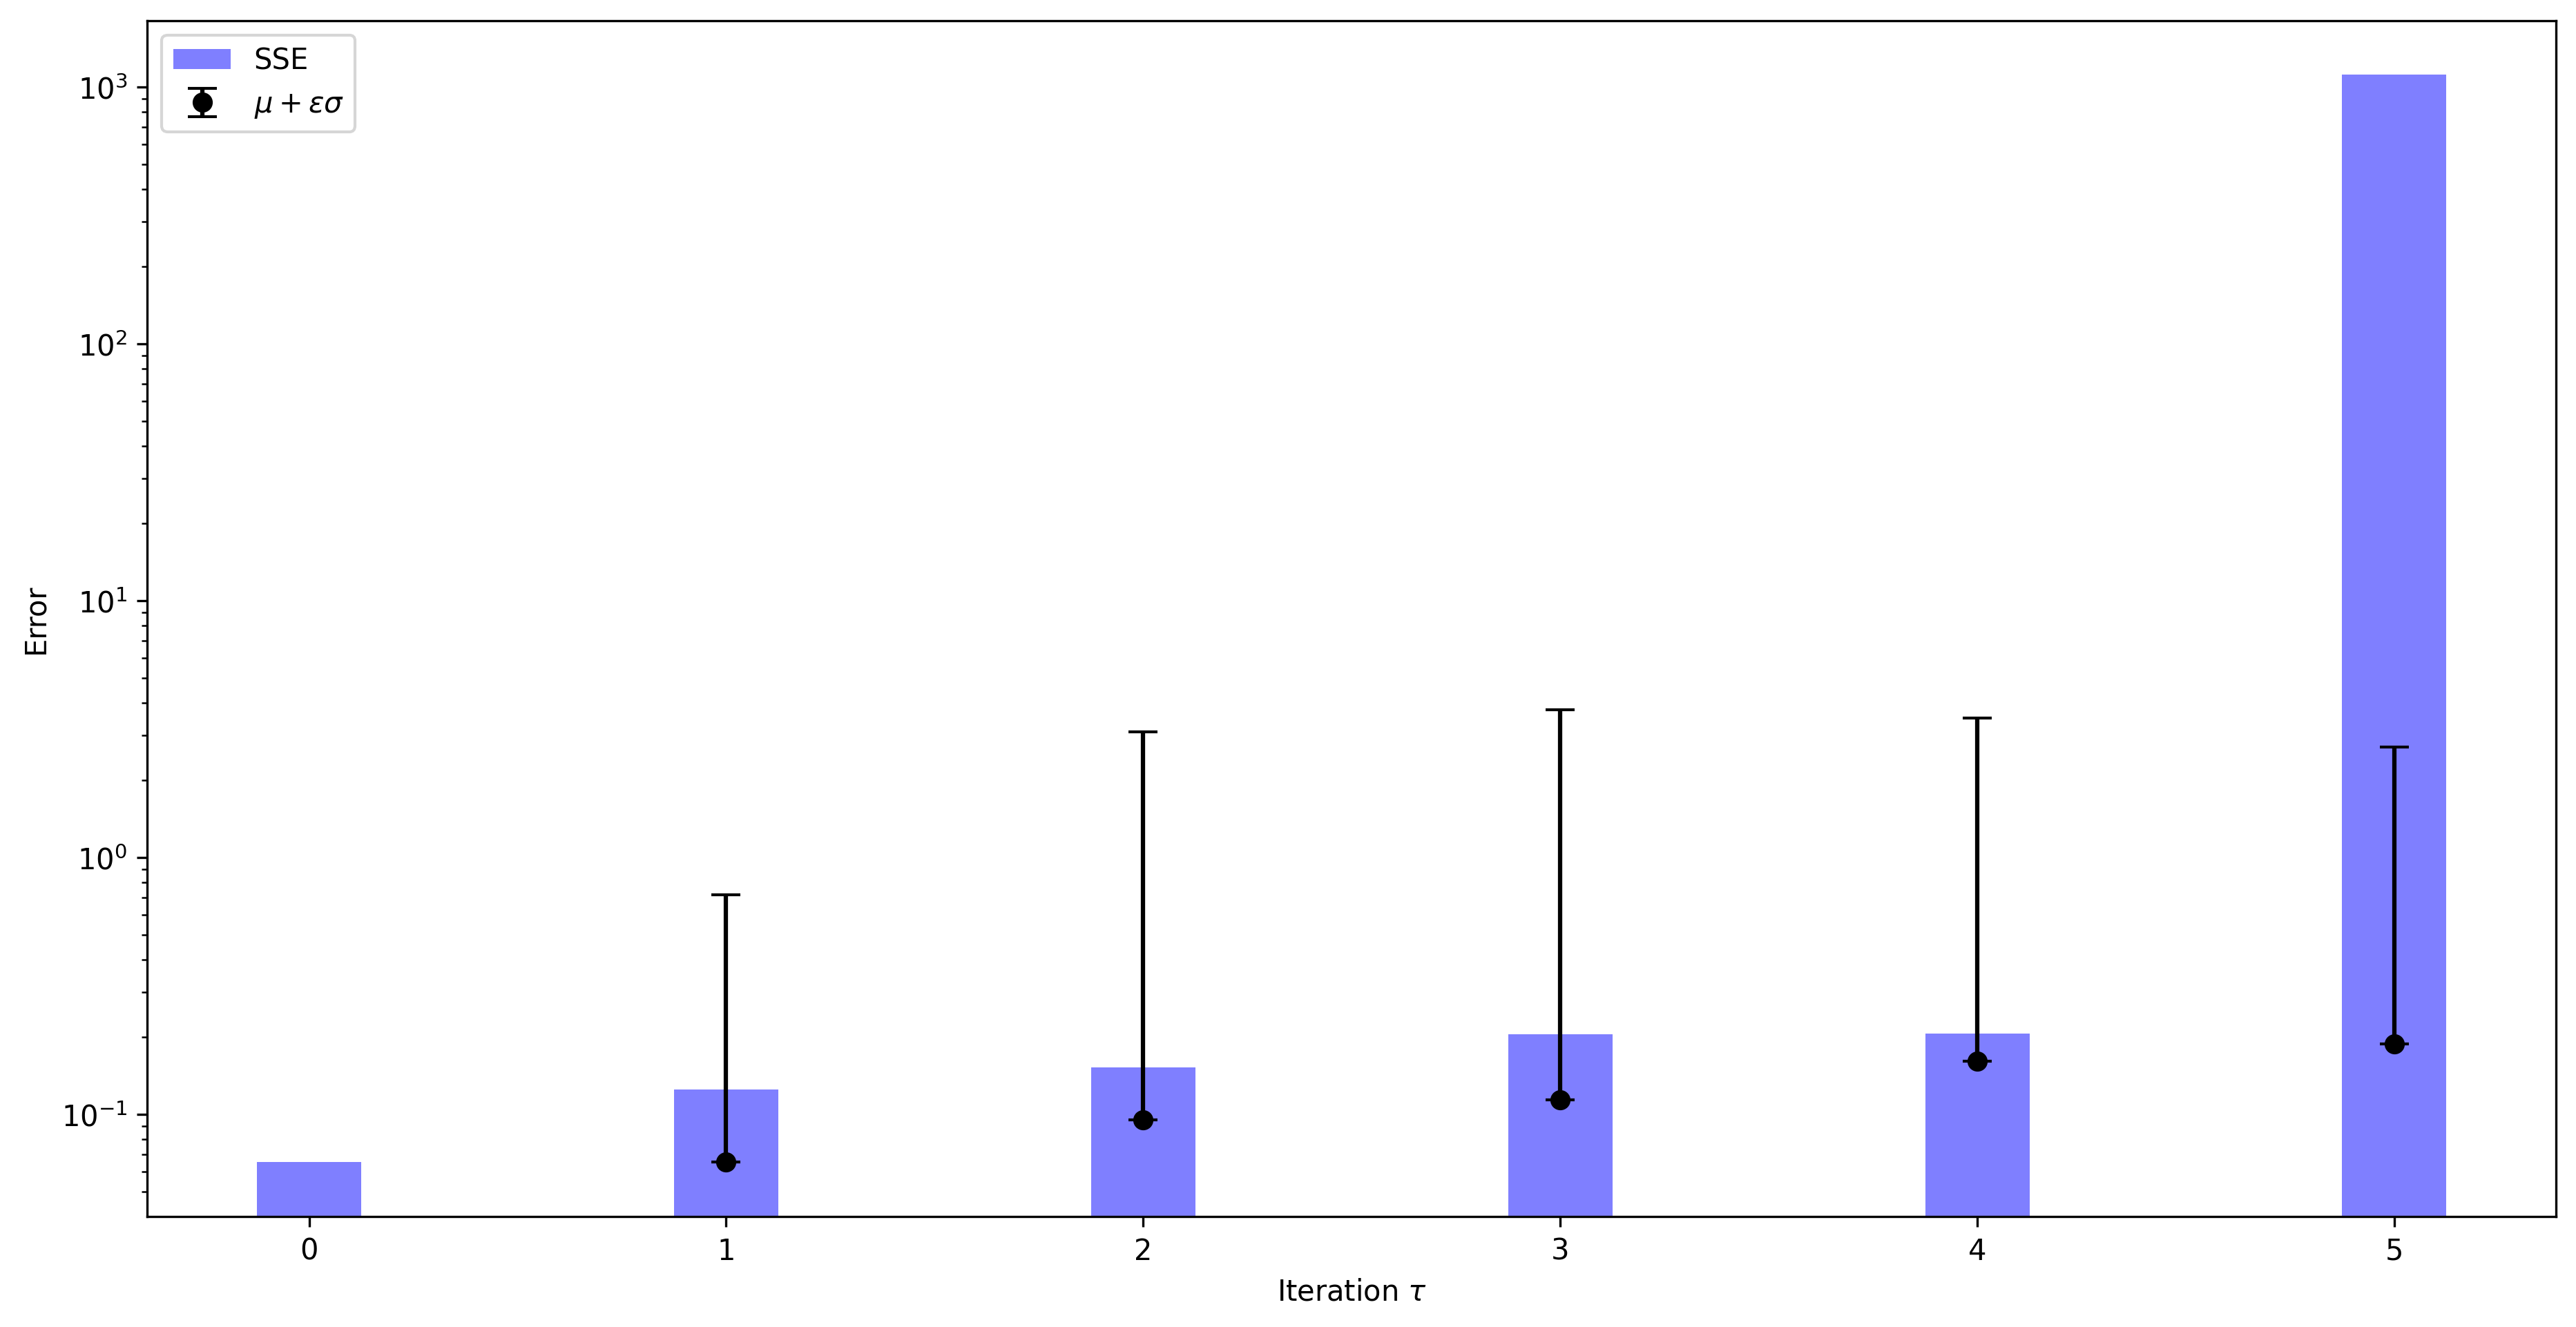 SSE
μ + εσ
10³
10²
10¹
10⁰
10⁻¹
Error
0 1 2 3 4 5
Iteration τ